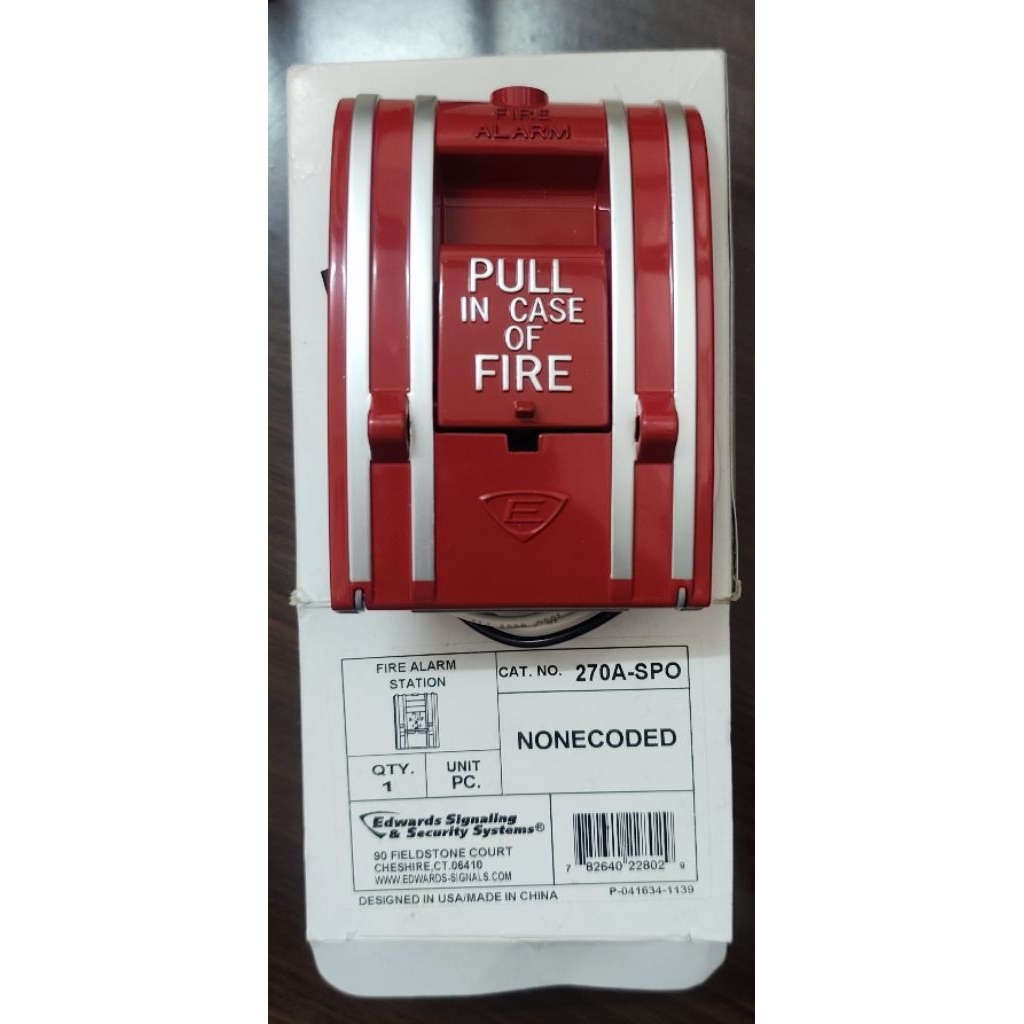 FIRE
ALARM
PULL
IN CASE
OF
FIRE
E
FIRE ALARM
STATION
CAT. NO. 270A-SPO
NONECODED
QTY.
1
UNIT
PC.
Edwards Signaling
& Security Systems®
90 FIELDSTONE COURT
CHESHIRE,CT.06410
WWW.EDWARDS-SIGNALS.COM
7 82640 22802 9
DESIGNED IN USA/MADE IN CHINA
P-041634-1139